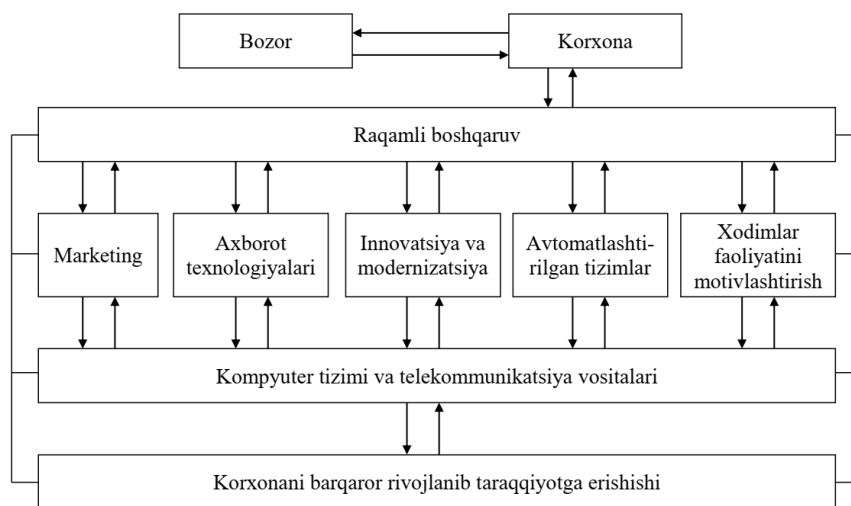 Bozor
Korxona
Raqamli boshqaruv
Marketing
Axborot
texnologiyalari
Innovatsiya va
modernizatsiya
Avtomatlashti-
rilgan tizimlar
Xodimlar
faoliyatini
motivlashtirish
Kompyuter tizimi va telekommunikatsiya vositalari
Korxonani barqaror rivojlanib taraqqiyotga erishishi